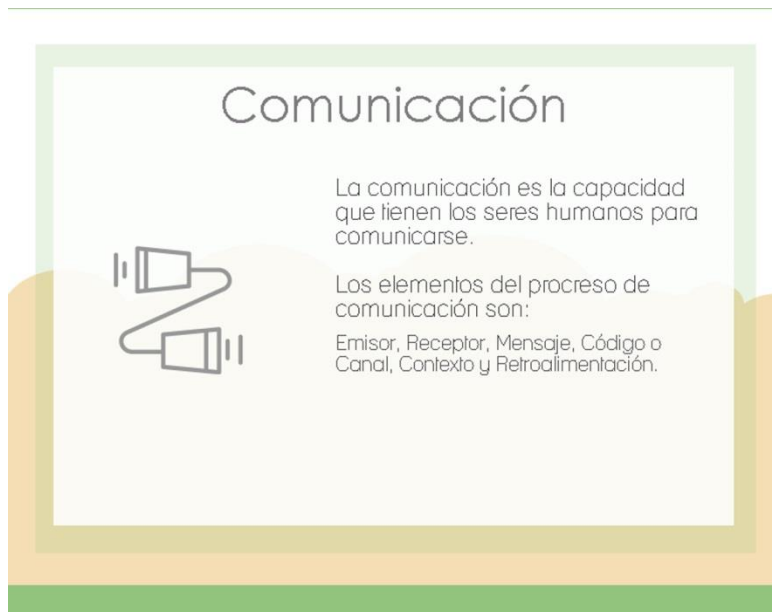 Comunicación
La comunicación es la capacidad
que tienen los seres humanos para
comunicarse.
Los elementos del procreso de
comunicación son:
Emisor, Receptor, Mensaje, Código o
Canal, Contexto y Retroalimentación.